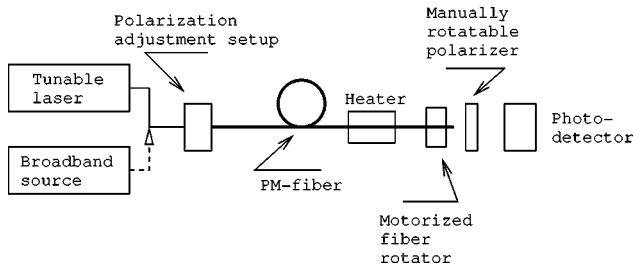 Polarization
adjustment setup
Manually
rotatable
polarizer
Tunable
laser
Heater
Photo-
detector
Broadband
source
PM-fiber
Motorized
fiber
rotator